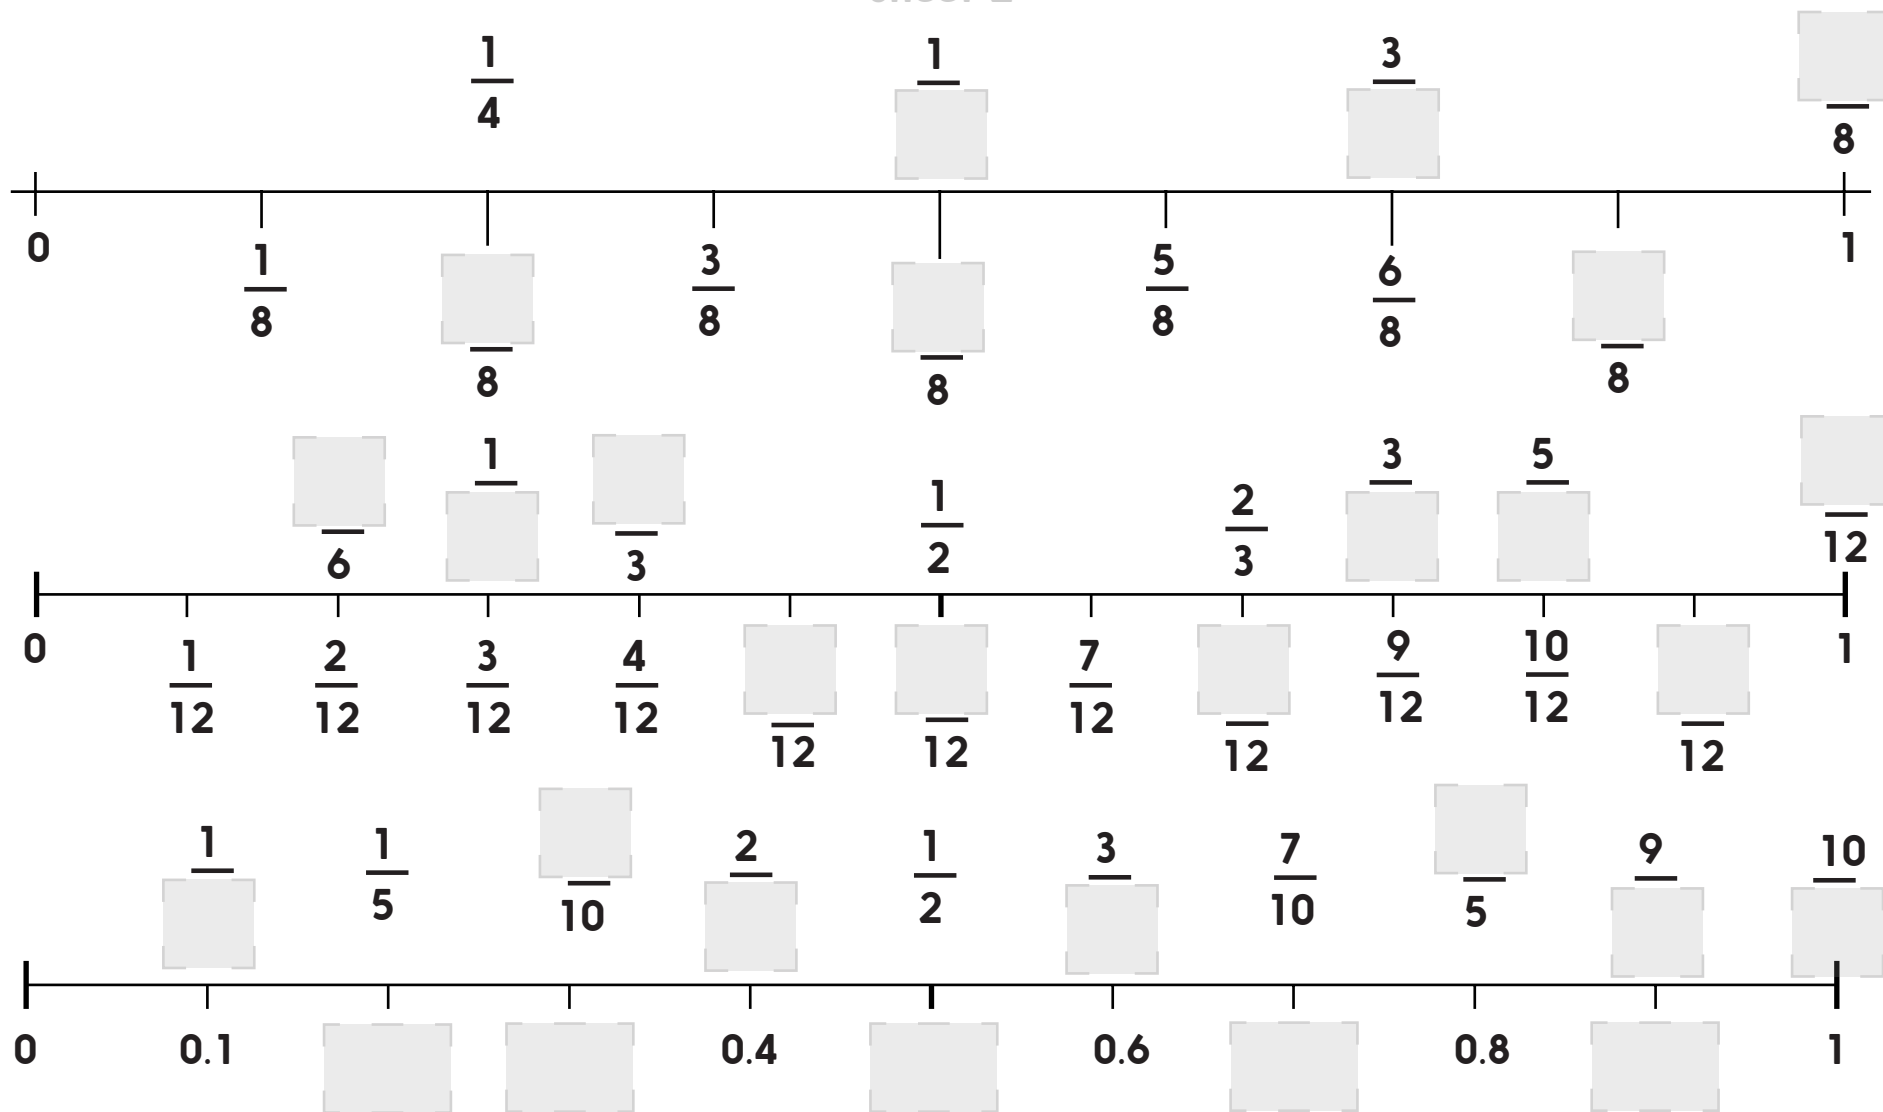 1/4 1/ 3/ /8
0 1/8 /8 3/8 /8 5/8 6/8 /8 1
/6 1/ /3 1/2 2/3 3/ 5/ /12
0 1/12 2/12 3/12 4/12 /12 /12 7/12 /12 9/12 10/12 /12 1
1/ 1/5 /10 2/ 1/2 3/ 7/10 /5 9/ 10/
0 0.1 0.4 0.6 0.8 1